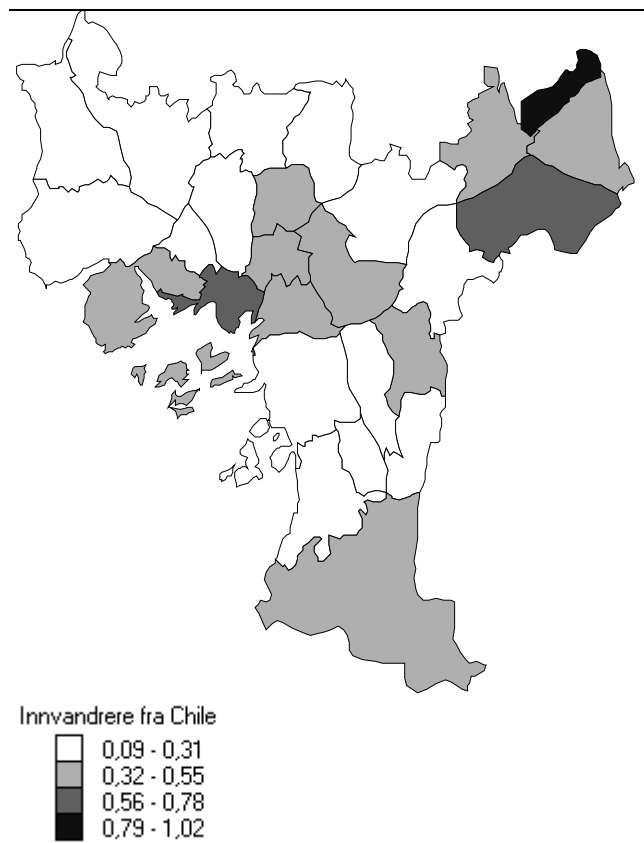 Innvandrere fra Chile
0,09 - 0,31
0,32 - 0,55
0,56 - 0,78
0,79 - 1,02